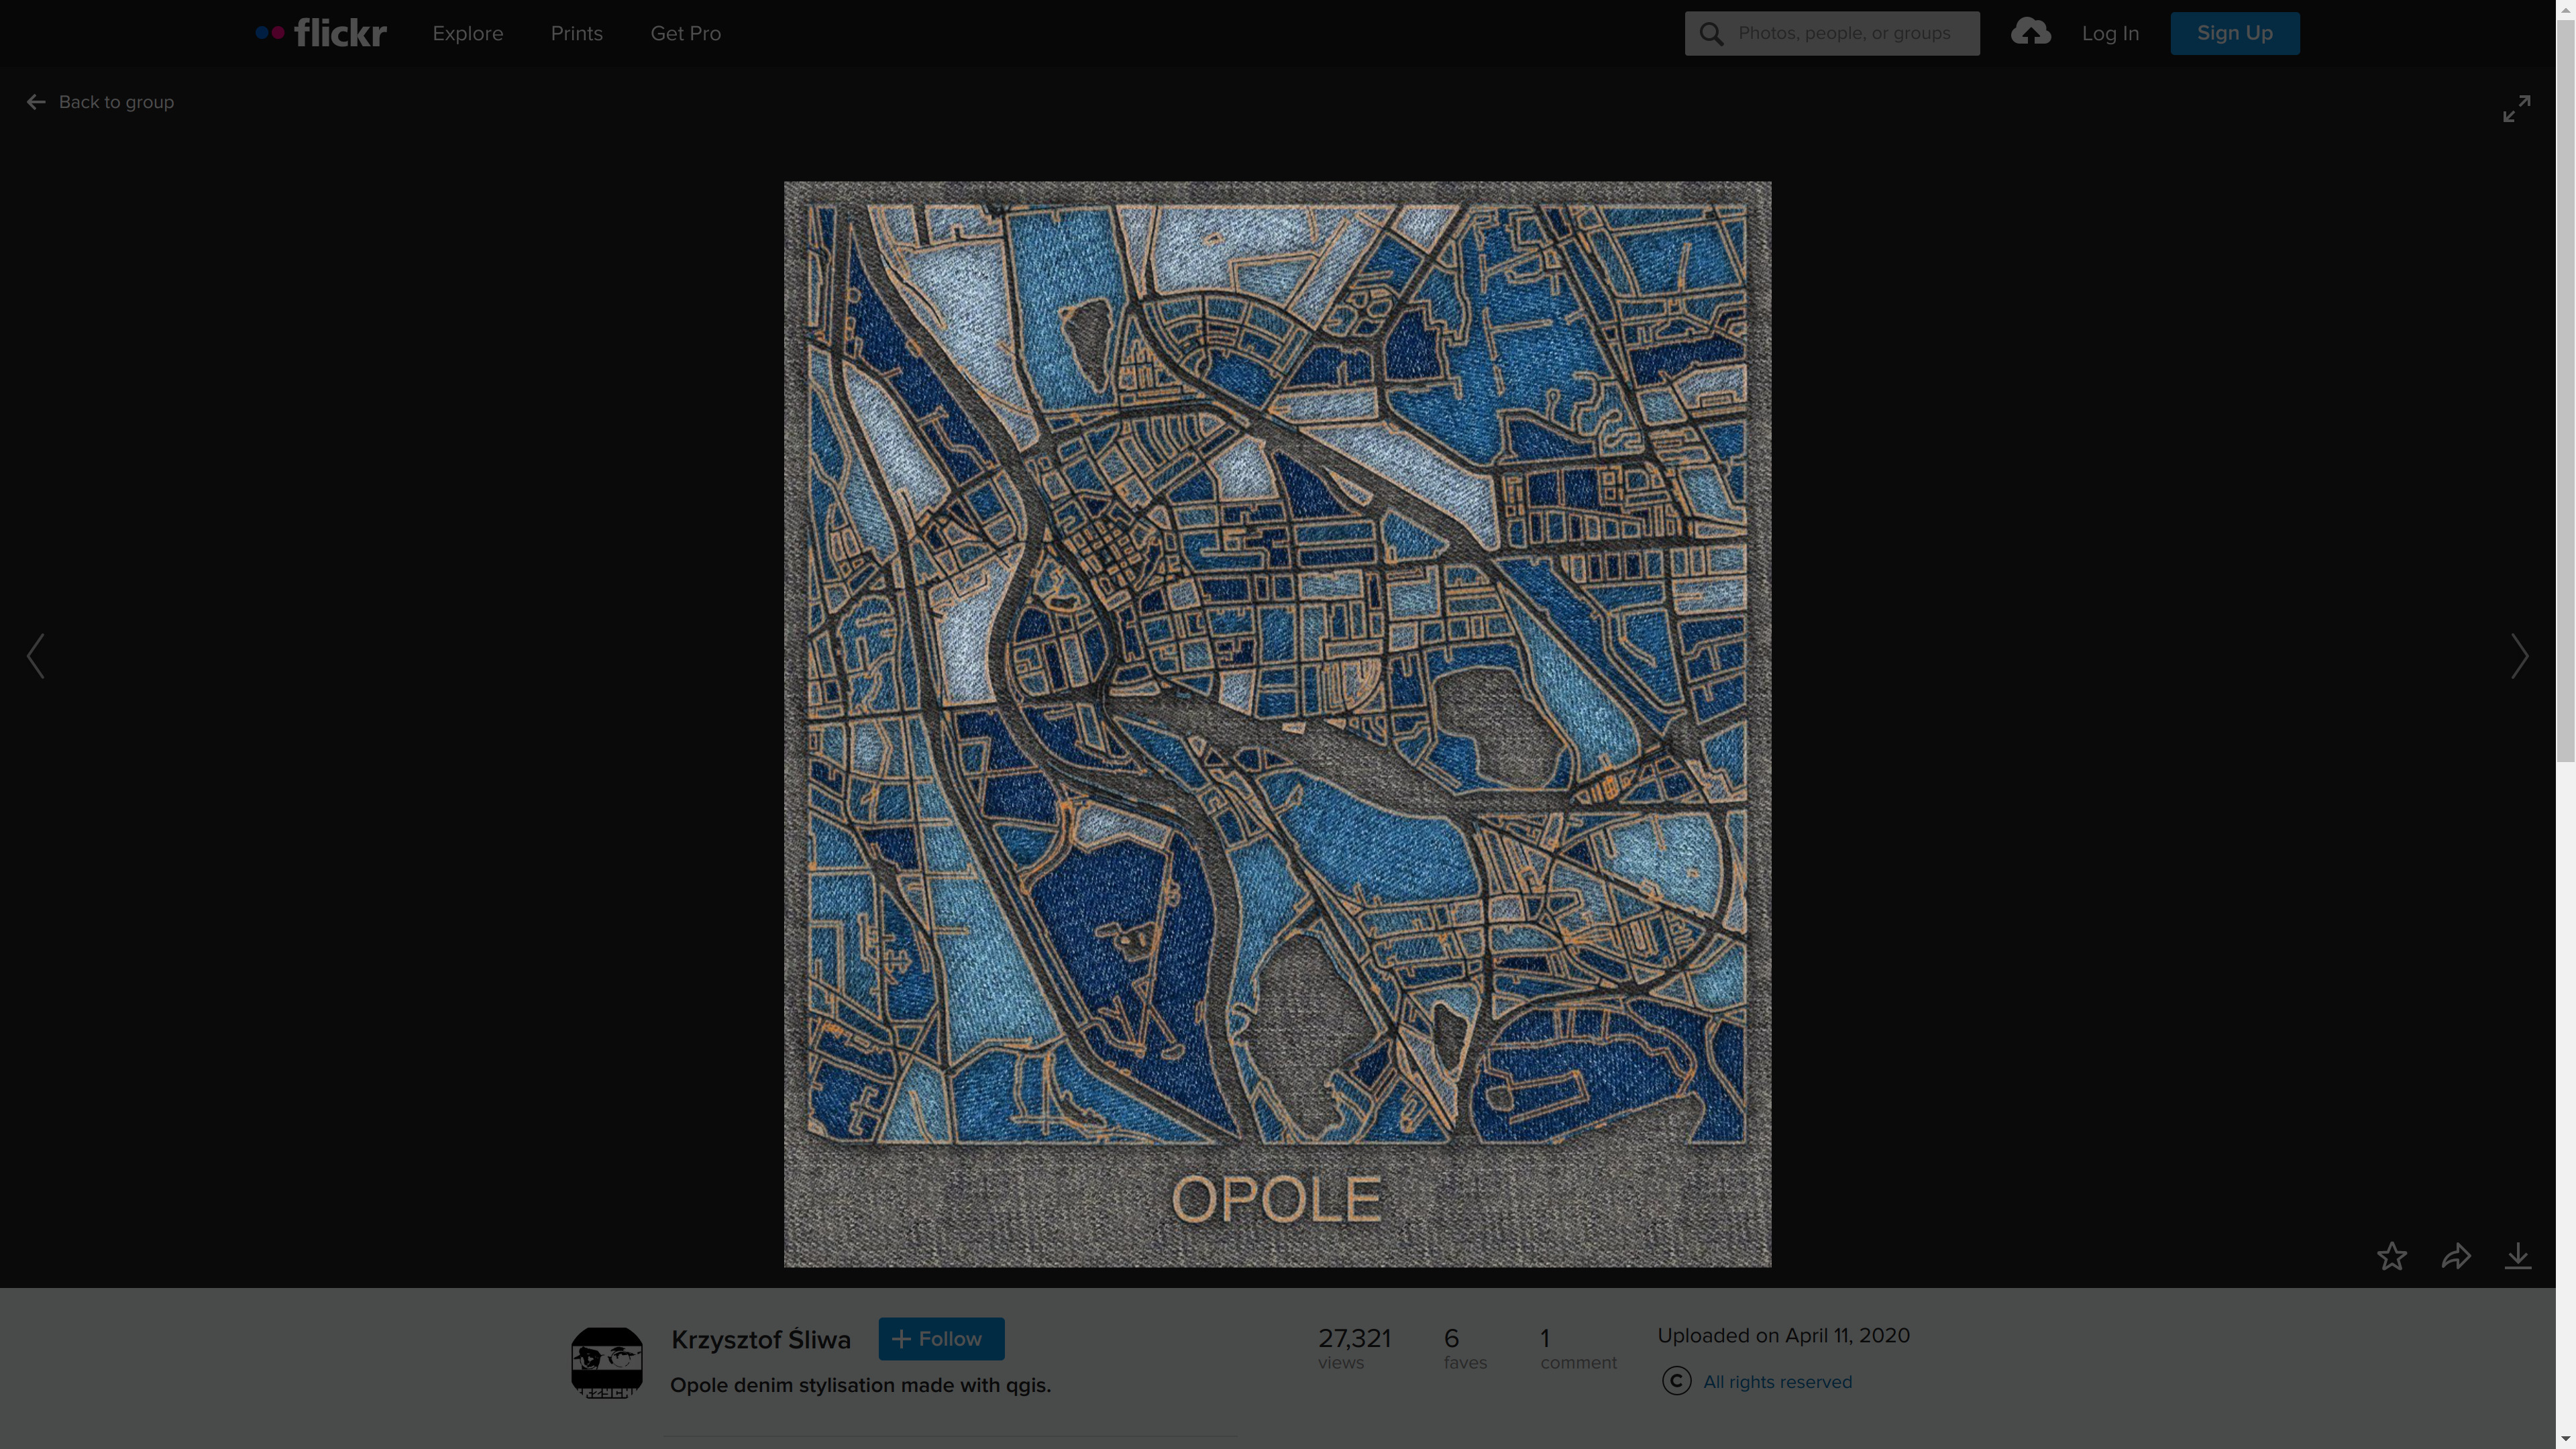 flickr
Explore
Prints
Get Pro
Photos, people, or groups
Log In
Sign Up
Back to group
OPOLE
Krzysztof Śliwa
Follow
Opole denim stylisation made with qgis.
27,321
views
6
faves
1
comment
Uploaded on April 11, 2020
All rights reserved